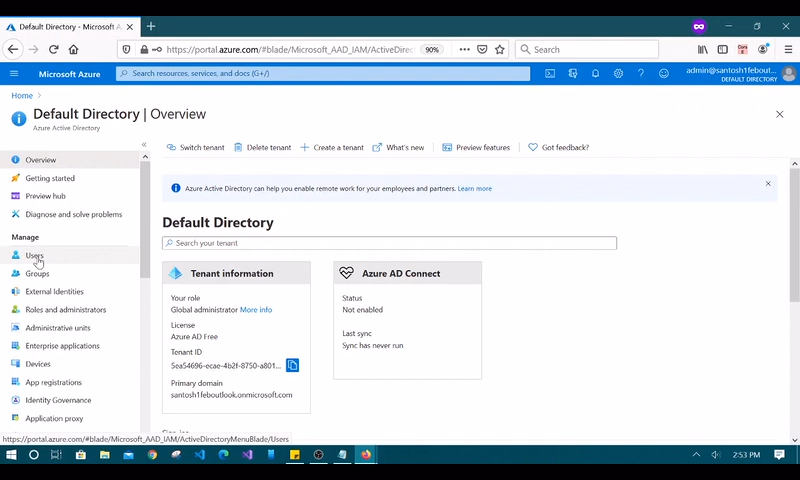 Default Directory - Microsoft A
https://portal.azure.com/#blade/Microsoft_AAD_IAM/ActiveDirec
90%
Search
Microsoft Azure
Search resources, services, and docs (G+/)
admin@santosh1feboutlook...
DEFAULT DIRECTORY
Home
Default Directory | Overview
Azure Active Directory
Overview
Getting started
Preview hub
Diagnose and solve problems
Manage
Users
Groups
External Identities
Roles and administrators
Administrative units
Enterprise applications
Devices
App registrations
Identity Governance
Application proxy
Switch tenant
Delete tenant
Create a tenant
What's new
Preview features
Got feedback?
Azure Active Directory can help you enable remote work for your employees and partners. Learn more
Default Directory
Search your tenant
Tenant information
Your role
Global administrator More info
License
Azure AD Free
Tenant ID
5ea54696-ecae-4b2f-8750-a801...
Primary domain
santosh1feboutlook.onmicrosoft.com
Azure AD Connect
Status
Not enabled
Last sync
Sync has never run
https://portal.azure.com/#blade/Microsoft_AAD_IAM/ActiveDirectoryMenuBlade/Users
2:53 PM